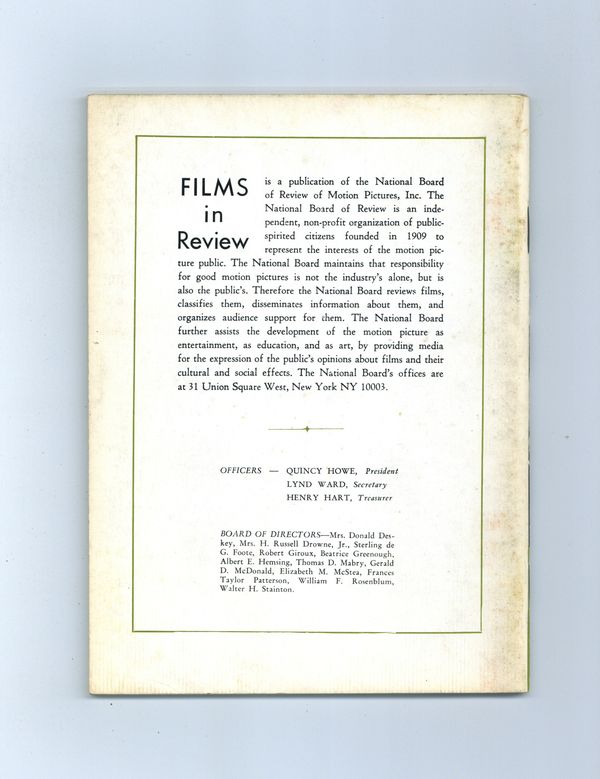 FILMS
in
Review
is a publication of the National Board
of Review of Motion Pictures, Inc. The
National Board of Review is an inde-
pendent, non-profit organization of public-
spirited citizens founded in 1909 to
represent the interests of the motion pic-
ture public. The National Board maintains that responsibility
for good motion pictures is not the industry's alone, but is
also the public's. Therefore the National Board reviews films,
classifies them, disseminates information about them, and
organizes audience support for them. The National Board
further assists the development of the motion picture as
entertainment, as education, and as art, by providing media
for the expression of the public's opinions about films and their
cultural and social effects. The National Board's offices are
at 31 Union Square West, New York NY 10003.
OFFICERS — QUINCY HOWE, President
LYND WARD, Secretary
HENRY HART, Treasurer
BOARD OF DIRECTORS—Mrs. Donald Des-
key, Mrs. H. Russell Drowne, Jr., Sterling de
G. Foote, Robert Giroux, Beatrice Greenough,
Albert E. Hemsing, Thomas D. Mabry, Gerald
D. McDonald, Elizabeth M. McStea, Frances
Taylor Patterson, William F. Rosenblum,
Walter H. Stainton.